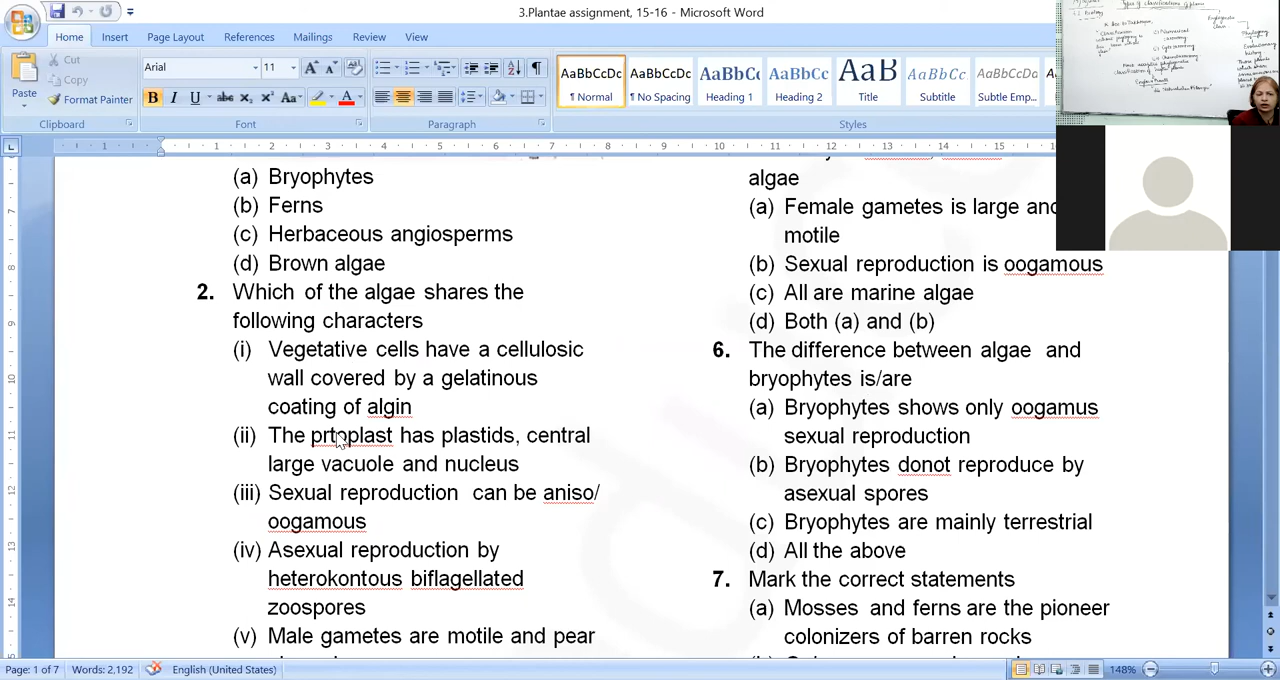 3.Plantae assignment, 15-16 - Microsoft Word
Home Insert Page Layout References Mailings Review View
Cut
Copy
Format Painter
Paste
Clipboard
Arial 11
Font
Paragraph
AaBbCcDc AaBbCcDc AaBbCc AaBbCc AaB AaBbCc AaBbCcDc
¶ Normal ¶ No Spacing Heading 1 Heading 2 Title Subtitle Subtle Emp...
Styles
(a) Bryophytes
(b) Ferns
(c) Herbaceous angiosperms
(d) Brown algae
2. Which of the algae shares the
following characters
(i) Vegetative cells have a cellulosic
wall covered by a gelatinous
coating of algin
(ii) The prtoplast has plastids, central
large vacuole and nucleus
(iii) Sexual reproduction can be aniso/
oogamous
(iv) Asexual reproduction by
heterokontous biflagellated
zoospores
(v) Male gametes are motile and pear
algae
(a) Female gametes is large and
motile
(b) Sexual reproduction is oogamous
(c) All are marine algae
(d) Both (a) and (b)
6. The difference between algae and
bryophytes is/are
(a) Bryophytes shows only oogamus
sexual reproduction
(b) Bryophytes donot reproduce by
asexual spores
(c) Bryophytes are mainly terrestrial
(d) All the above
7. Mark the correct statements
(a) Mosses and ferns are the pioneer
colonizers of barren rocks
Page: 1 of 7 Words: 2,192 English (United States) 148%